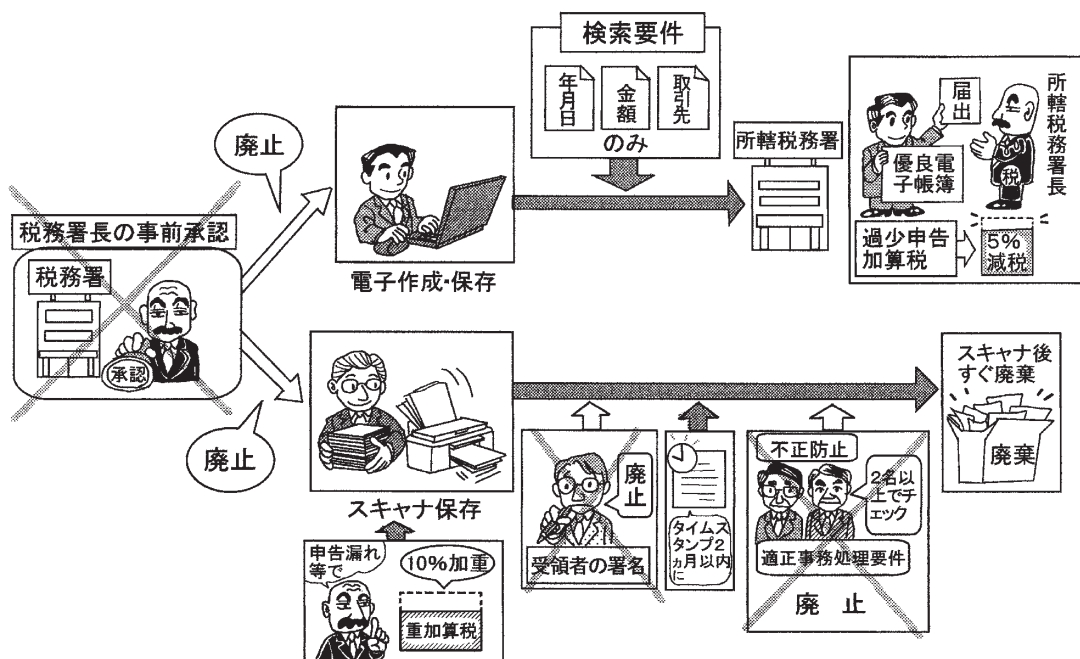 検索要件
年月日
金額
取引先
のみ
廃止
税務署長の事前承認
税務署
承認
廃止
電子作成・保存
所轄税務署
届出
所轄税務署長
優良電
子帳簿
税
過少申告
加算税
5%
減税
スキャナ保存
申告漏れ
等で
10%加重
重加算税
廃止
受領者の署名
タイムス
タンプ2
ヵ月以内
に
不正防止
2名以
上でチ
ェック
適正事務処理要件
廃 止
スキャナ後
すぐ廃棄
廃棄